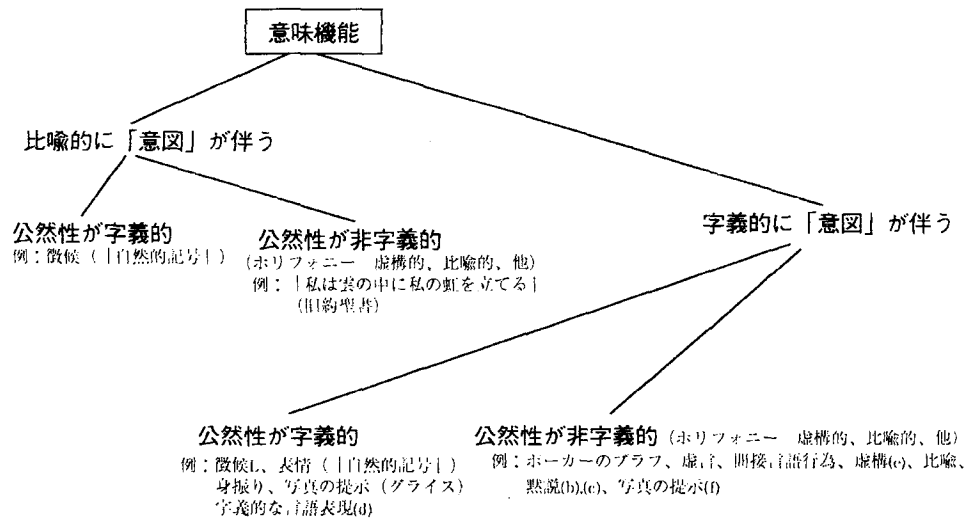 意味機能
比喩的に「意図」が伴う
字義的に「意図」が伴う
公然性が字義的
例：徴候（「自然的記号」）
公然性が非字義的
（ポリフォニー 虚構的、比喩的、他）
例：「私は雲の中に私の虹を立てる」
（旧約聖書）
公然性が字義的
例：徴候、表情（「自然的記号」）
身振り、写真の提示（グライス）
字義的な言語表現(d)
公然性が非字義的（ポリフォニー 虚構的、比喩的、他）
例：ポーカーのブラフ、虚言、間接言語行為、虚構(e)、比喩、
黙説(b),(c)、写真の提示(f)